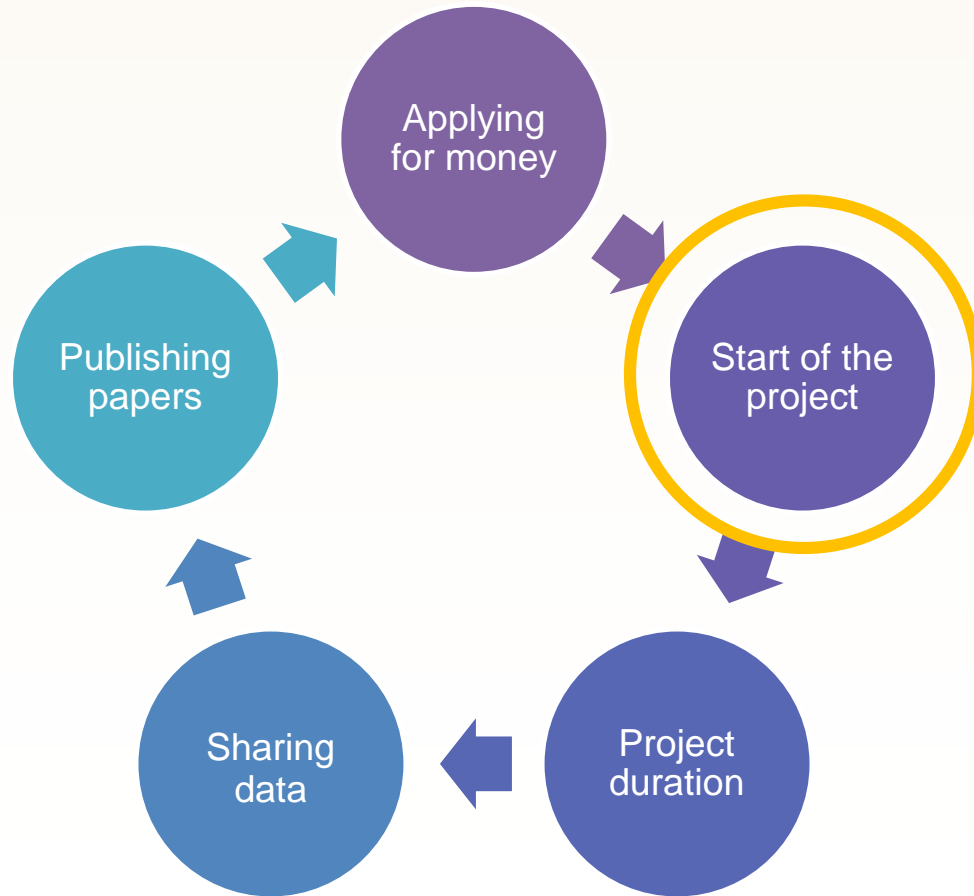 Applying
for money
Start of the
project
Project
duration
Sharing
data
Publishing
papers